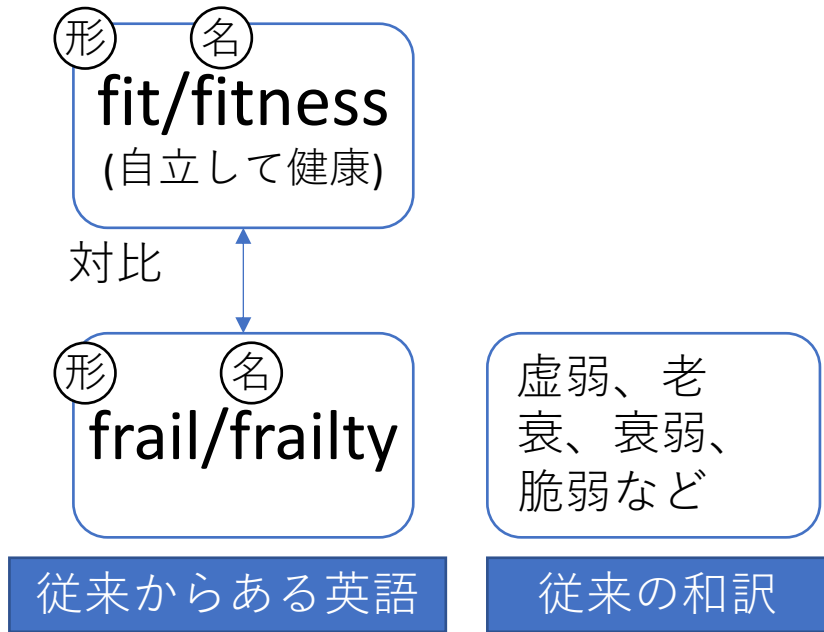 形 名
fit/fitness
(自立して健康)
対比
形 名
frail/frailty
虚弱、老
衰、衰弱、
脆弱など
従来からある英語
従来の和訳